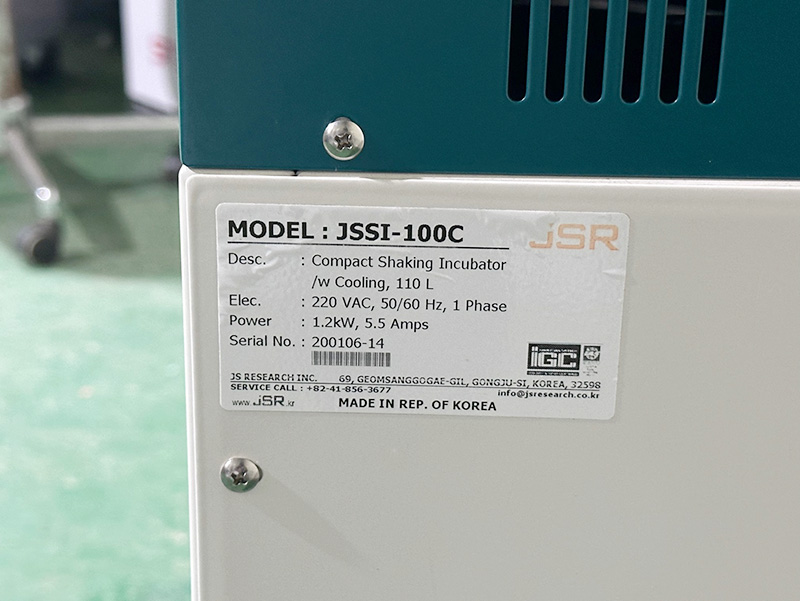 MODEL : JSSI-100C
JSR
Desc. : Compact Shaking Incubator
/w Cooling, 110 L
Elec. : 220 VAC, 50/60 Hz, 1 Phase
Power : 1.2kW, 5.5 Amps
Serial No. : 200106-14
iGC
JS RESEARCH INC. 69, GEOMSANGGOGAE-GIL, GONGJU-SI, KOREA, 32598
SERVICE CALL : +82-41-856-3677
info@jsresearch.co.kr
www.JSR.kr
MADE IN REP. OF KOREA